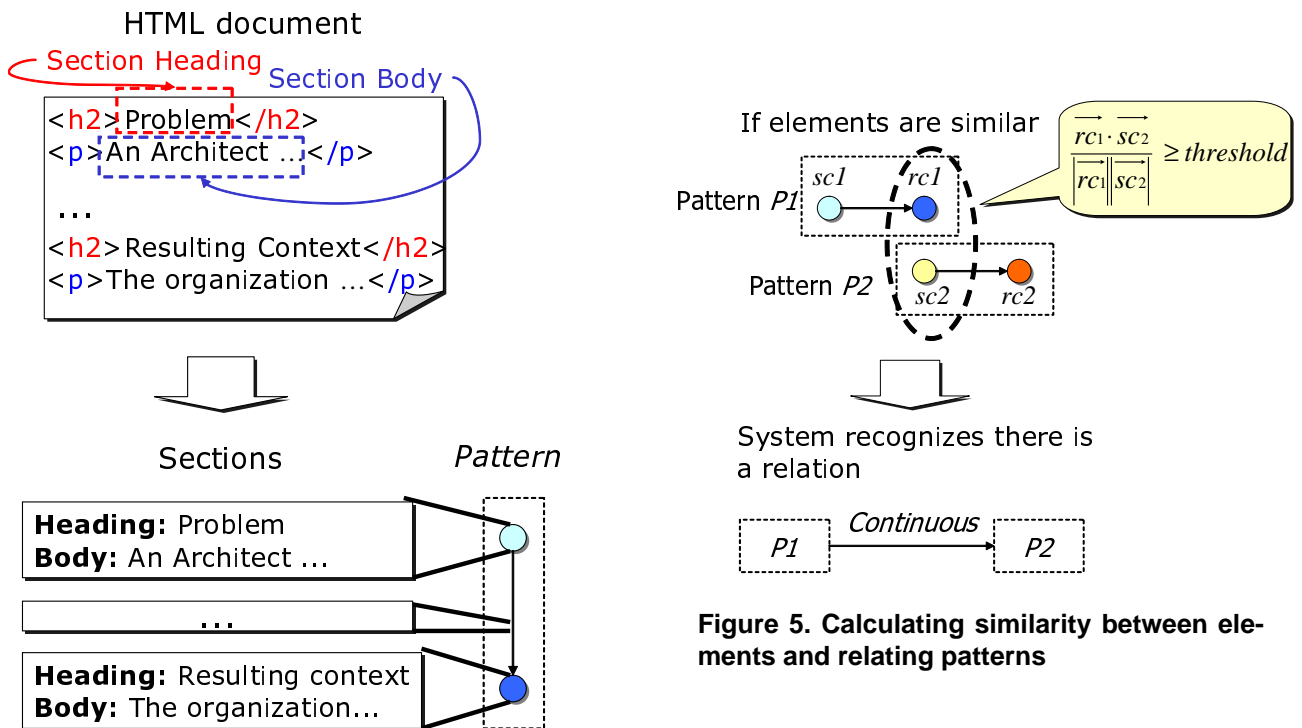 HTML document
Section Heading
Section Body
<h2>Problem</h2>
<p>An Architect ...</p>
...
<h2>Resulting Context</h2>
<p>The organization ...</p>
Sections
Pattern
Heading: Problem
Body: An Architect ...
...
Heading: Resulting context
Body: The organization...
If elements are similar
rc1 · sc2
|rc1||sc2|
≥ threshold
sc1 rc1
Pattern P1
Pattern P2
sc2 rc2
System recognizes there is
a relation
Continuous
P1 P2
Figure 5. Calculating similarity between ele-
ments and relating patterns